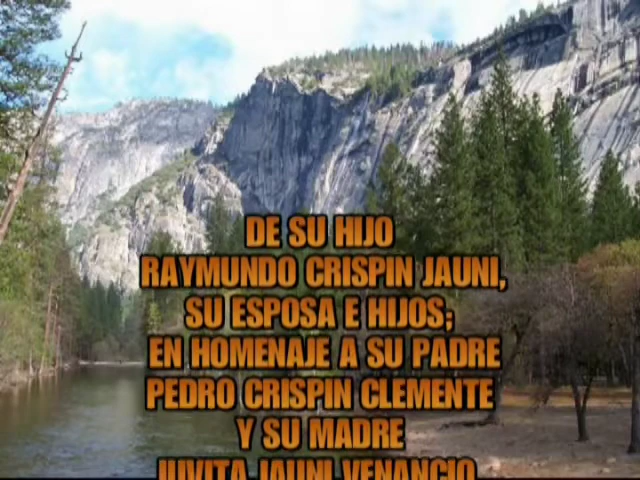 DE SU HIJO
RAYMUNDO CRISPIN JAUNI,
SU ESPOSA E HIJOS;
EN HOMENAJE A SU PADRE
PEDRO CRISPIN CLEMENTE
Y SU MADRE
JUVITA JAUNI VENANCIO